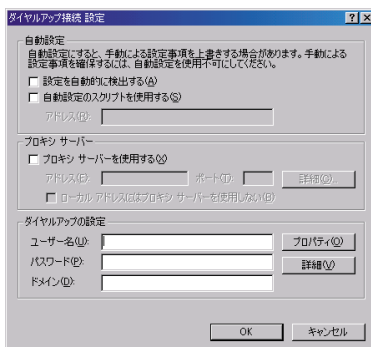 ダイヤルアップ接続 設定
自動設定
自動設定にすると、手動による設定事項を上書きする場合があります。手動による
設定事項を確保するには、自動設定を使用不可にしてください。
設定を自動的に検出する(A)
自動設定のスクリプトを使用する(S)
アドレス(R):
プロキシ サーバー
プロキシ サーバーを使用する(X)
アドレス(E): ポート(T): 詳細(C)...
ローカル アドレスにはプロキシ サーバーを使用しない(B)
ダイヤルアップの設定
ユーザー名(U): プロパティ(O)
パスワード(P): 詳細(V)
ドメイン(D):
OK キャンセル